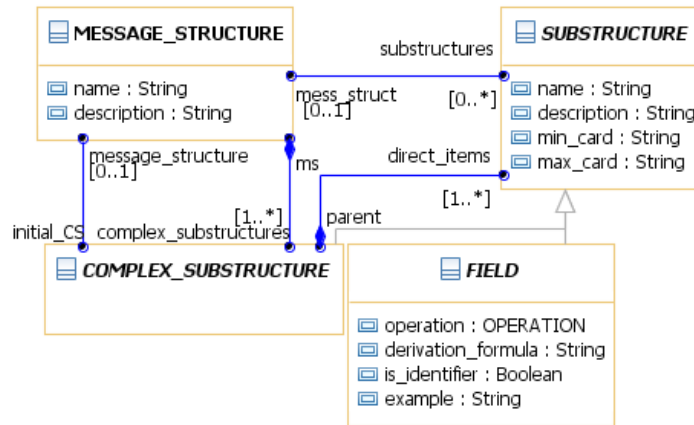 MESSAGE_STRUCTURE
name : String
description : String
substructures
mess_struct
[0..1]
[0..*]
SUBSTRUCTURE
name : String
description : String
min_card : String
max_card : String
message_structure
[0..1]
ms
direct_items
[1..*]
[1..*]
parent
initial_CS
complex_substructures
COMPLEX_SUBSTRUCTURE
FIELD
operation : OPERATION
derivation_formula : String
is_identifier : Boolean
example : String